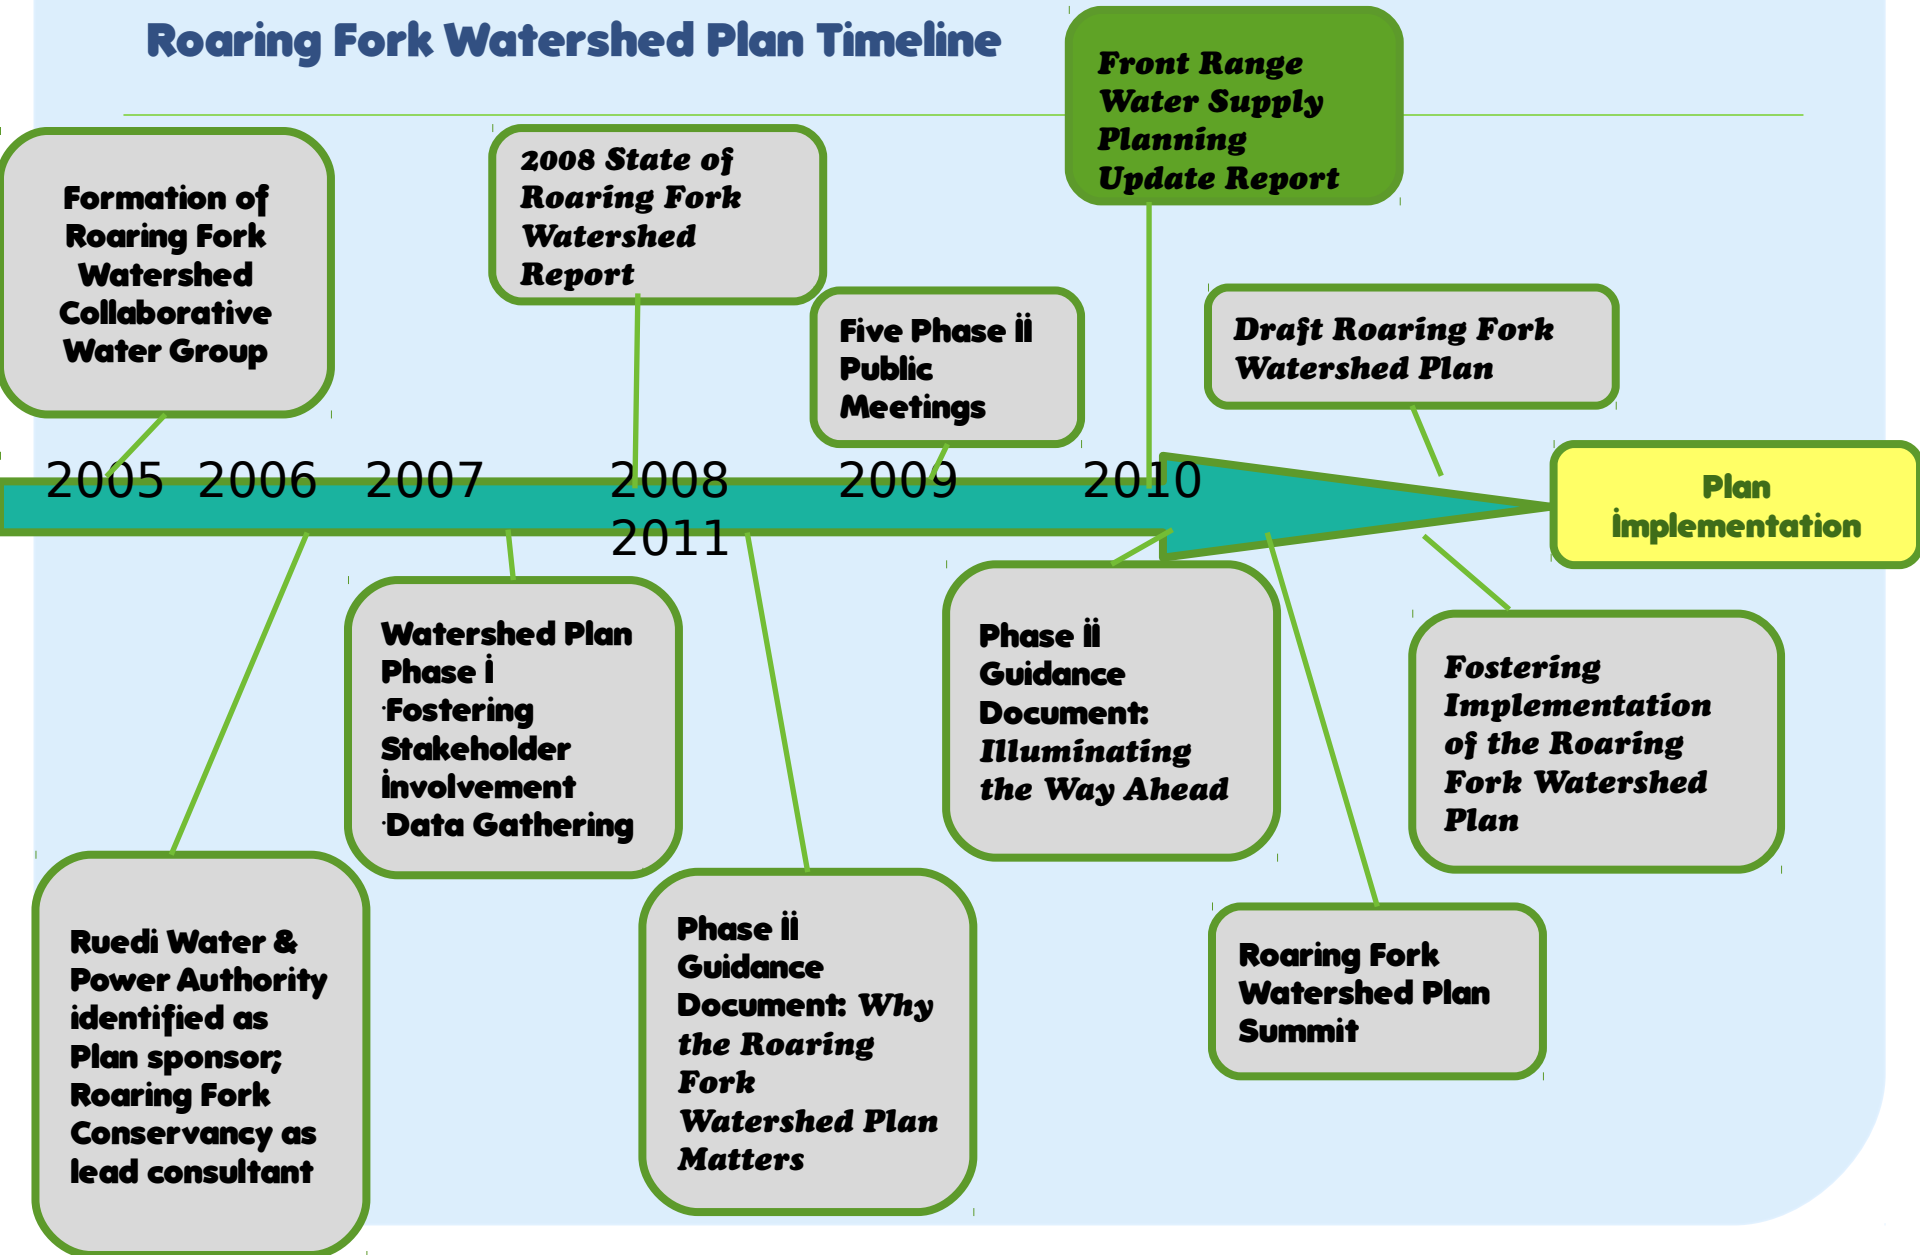 Roaring Fork Watershed Plan Timeline
Front Range
Water Supply
Planning
Update Report
Formation of
Roaring Fork
Watershed
Collaborative
Water Group
2008 State of
Roaring Fork
Watershed
Report
Five Phase II
Public
Meetings
Draft Roaring Fork
Watershed Plan
2005 2006 2007 2008 2009 2010
2011
Plan
Implementation
Watershed Plan
Phase I
·Fostering
Stakeholder
Involvement
·Data Gathering
Phase II
Guidance
Document:
Illuminating
the Way Ahead
Fostering
Implementation
of the Roaring
Fork Watershed
Plan
Ruedi Water &
Power Authority
identified as
Plan sponsor;
Roaring Fork
Conservancy as
lead consultant
Phase II
Guidance
Document: Why
the Roaring
Fork
Watershed Plan
Matters
Roaring Fork
Watershed Plan
Summit